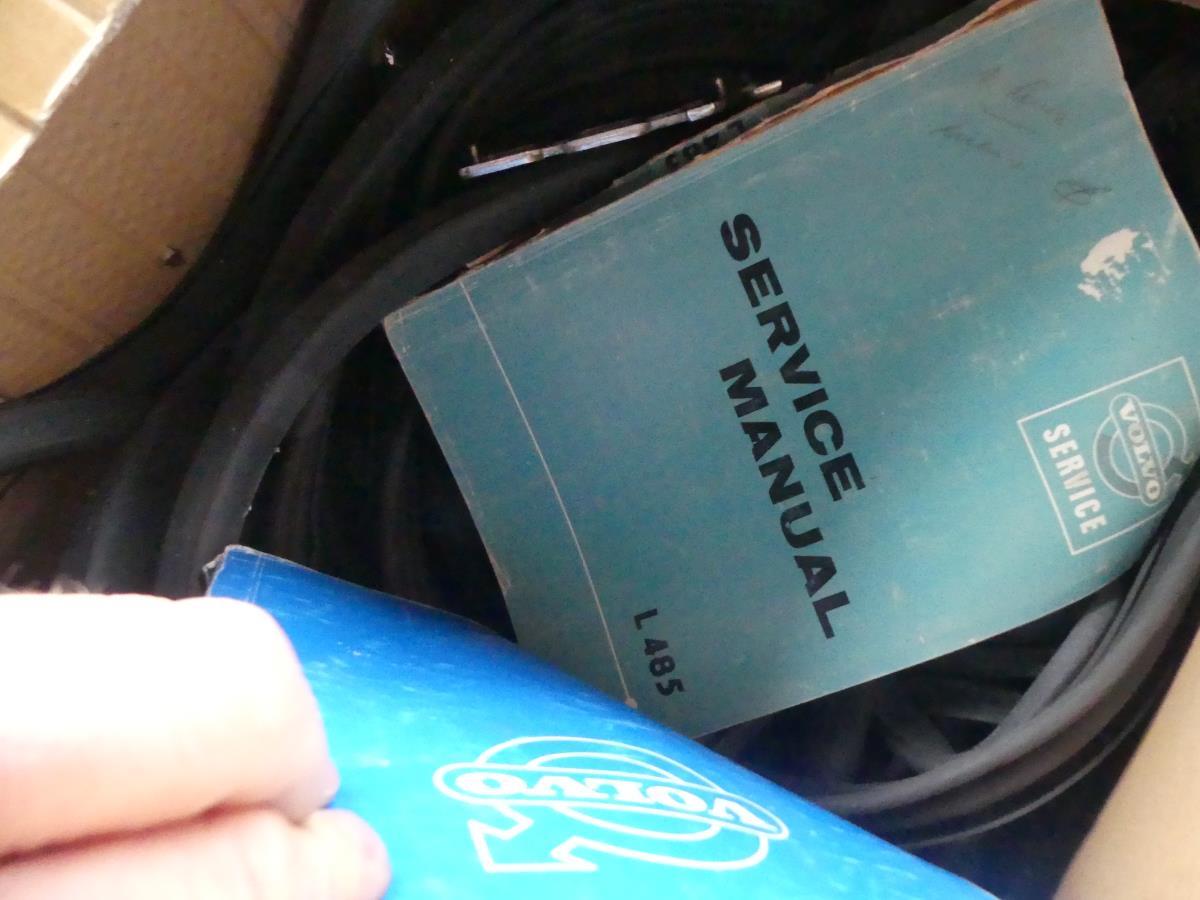 SERVICE
MANUAL
VOLVO
SERVICE
L 485
VOLVO